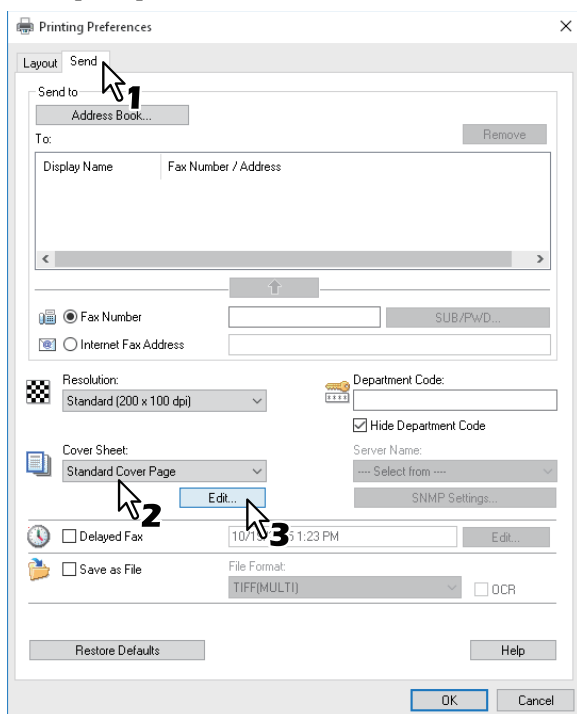 Printing Preferences
Layout Send
1
Send to
Address Book...
To:
Remove
Display Name Fax Number / Address
Fax Number
SUB/PWD...
Internet Fax Address
Resolution:
Standard (200 x 100 dpi)
Department Code:
Hide Department Code
Cover Sheet:
Standard Cover Page
Server Name:
---- Select from ----
2
Edit...
3
SNMP Settings...
Delayed Fax
1:23 PM
Edit...
Save as File
File Format:
TIFF(MULTI)
OCR
Restore Defaults
Help
OK
Cancel